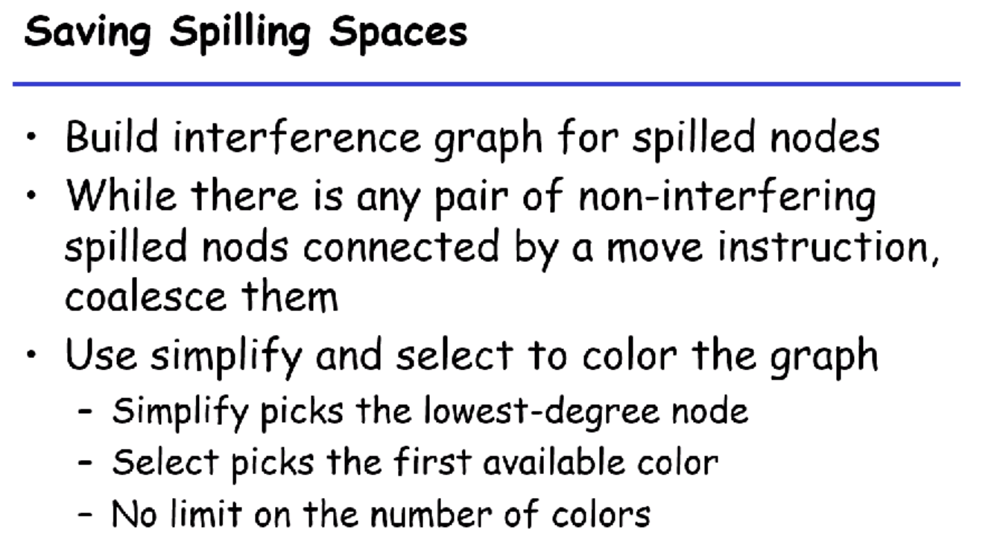 Saving Spilling Spaces
• Build interference graph for spilled nodes
• While there is any pair of non-interfering
spilled nods connected by a move instruction,
coalesce them
• Use simplify and select to color the graph
– Simplify picks the lowest-degree node
– Select picks the first available color
– No limit on the number of colors